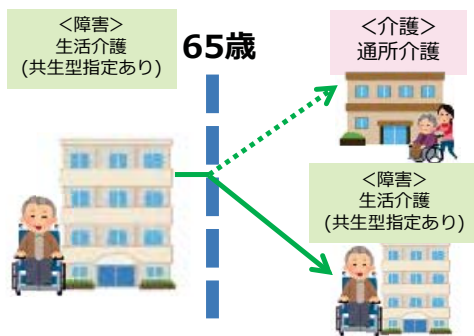 ＜障害＞
生活介護
(共生型指定あり)
65歳
＜介護＞
通所介護
＜障害＞
生活介護
(共生型指定あり)